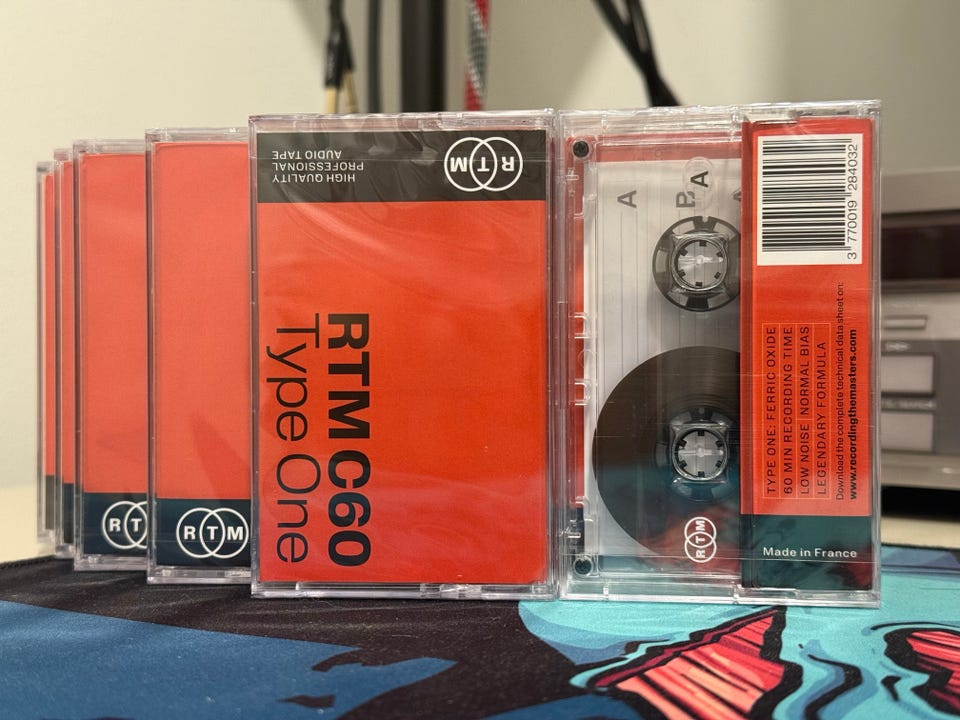 HIGH QUALITY
PROFESSIONAL
AUDIO TAPE
RTM
RTM C60
Type One
RTM
RTM
A
B
A
RTM
3 770019 284032
TYPE ONE: FERRIC OXIDE
60 MIN RECORDING TIME
LOW NOISE NORMAL BIAS
LEGENDARY FORMULA
Download the complete technical data sheet on:
www.recordingthemasters.com
Made in France